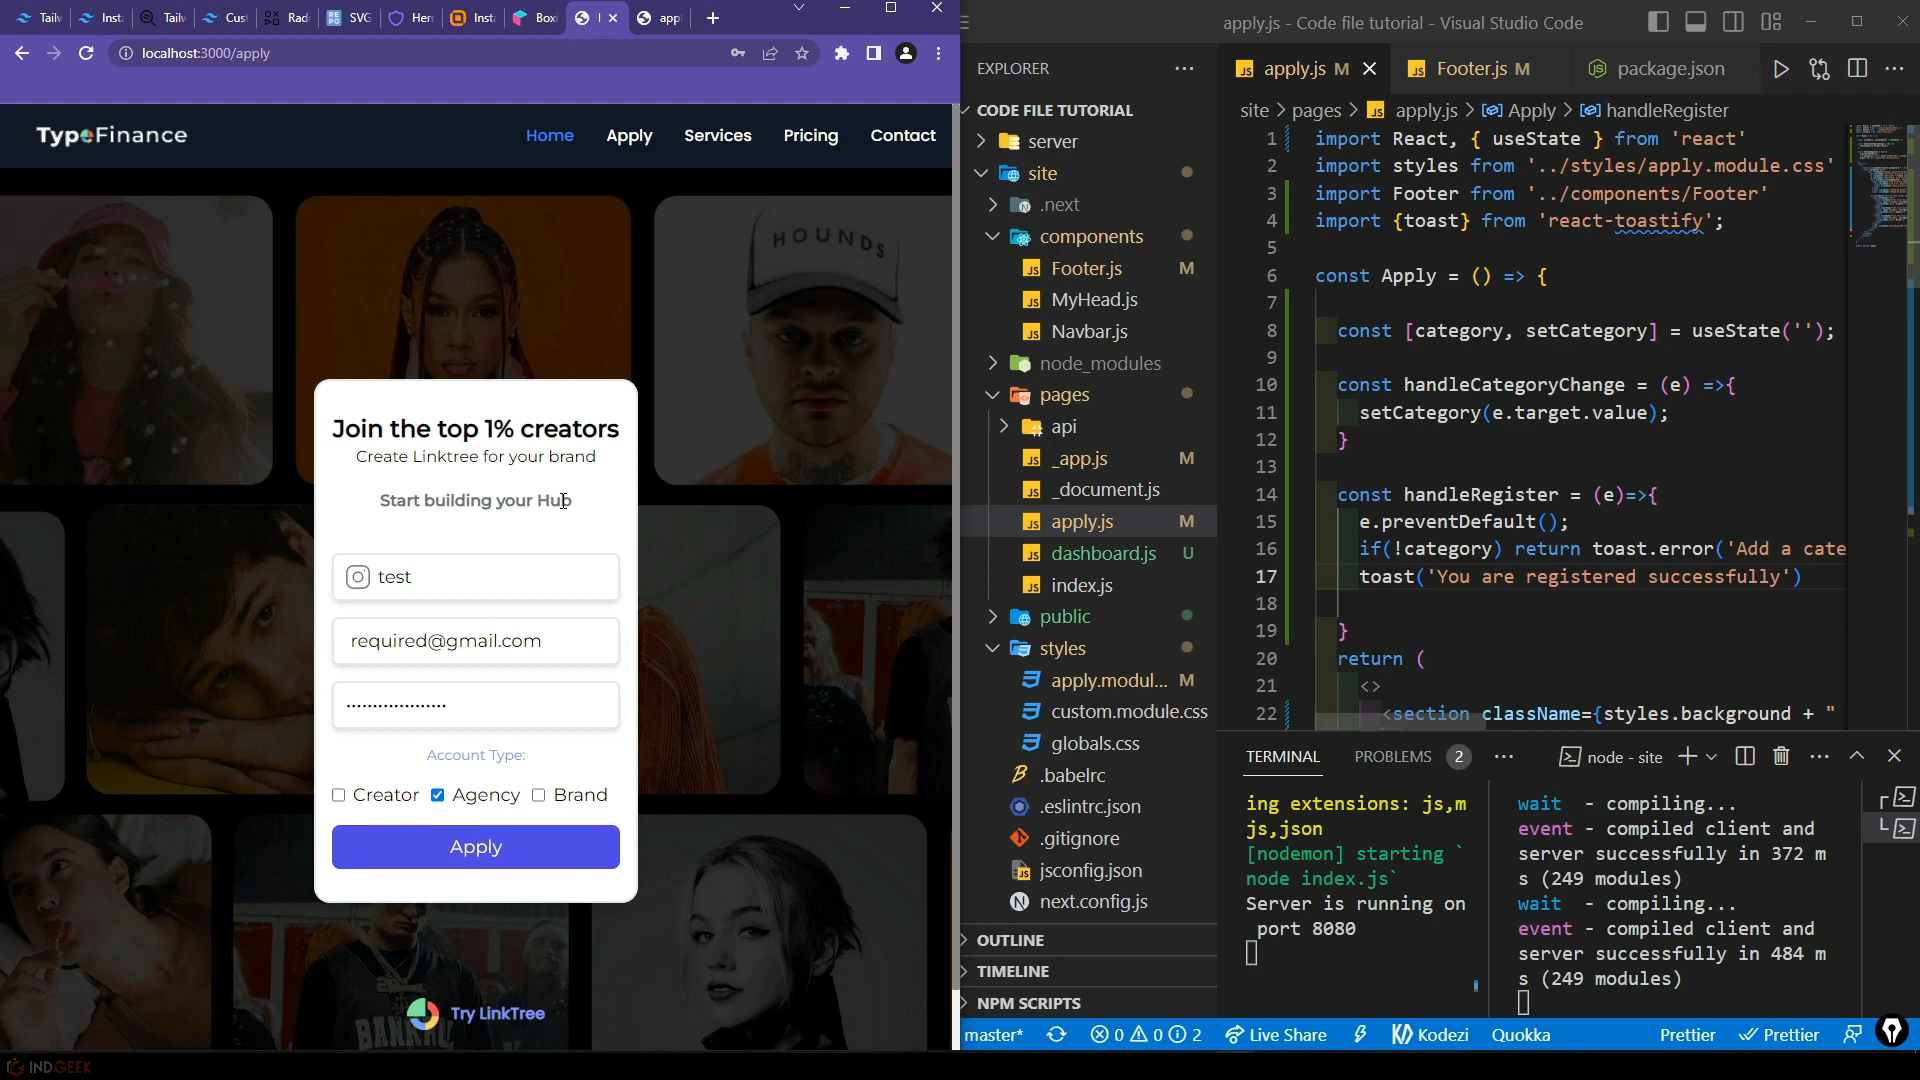 Tailw
Insta
Tailw
Cust
Radi
SVG
Her
Insta
Boxi
l
appl
localhost:3000/apply
TypeFinance
Home
Apply
Services
Pricing
Contact
HOUNDS
Join the top 1% creators
Create Linktree for your brand
Start building your Hub
test
required@gmail.com
Account Type:
Creator
Agency
Brand
Apply
Try LinkTree
INDGEEK
apply.js - Code file tutorial - Visual Studio Code
EXPLORER
CODE FILE TUTORIAL
server
site
.next
components
Footer.js M
MyHead.js
Navbar.js
node_modules
pages
api
_app.js M
_document.js
apply.js M
dashboard.js U
index.js
public
styles
apply.modul... M
custom.module.css
globals.css
.babelrc
.eslintrc.json
.gitignore
jsconfig.json
next.config.js
OUTLINE
TIMELINE
NPM SCRIPTS
apply.js M
Footer.js M
package.json
site > pages > apply.js > Apply > handleRegister
1 import React, { useState } from 'react'
2 import styles from '../styles/apply.module.css'
3 import Footer from '../components/Footer'
4 import {toast} from 'react-toastify';
5
6 const Apply = () => {
7
8 const [category, setCategory] = useState('');
9
10 const handleCategoryChange = (e) =>{
11 setCategory(e.target.value);
12 }
13
14 const handleRegister = (e)=>{
15 e.preventDefault();
16 if(!category) return toast.error('Add a cate
17 toast('You are registered successfully')
18
19 }
20 return (
21 <>
22 <section className={styles.background + "
TERMINAL
PROBLEMS 2
node - site
ing extensions: js,m
js,json
[nodemon] starting `
node index.js`
Server is running on
port 8080
wait - compiling...
event - compiled client and
server successfully in 372 m
s (249 modules)
wait - compiling...
event - compiled client and
server successfully in 484 m
s (249 modules)
master*
0
0
2
Live Share
Kodezi
Quokka
Prettier
Prettier